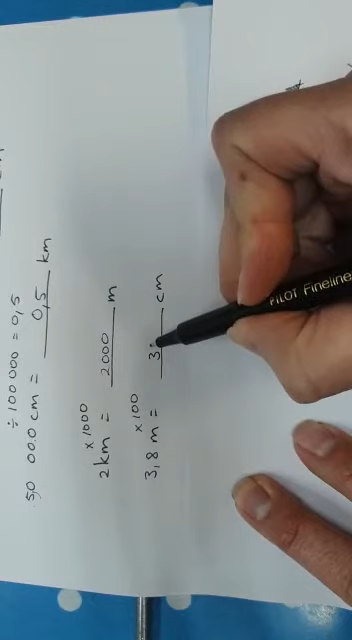 ÷ 100 000 = 0,5
50 000 cm = 0,5 km
x 1000
2 km = 2000 m
x 100
3,8 m = 3 cm
PILOT Fineline